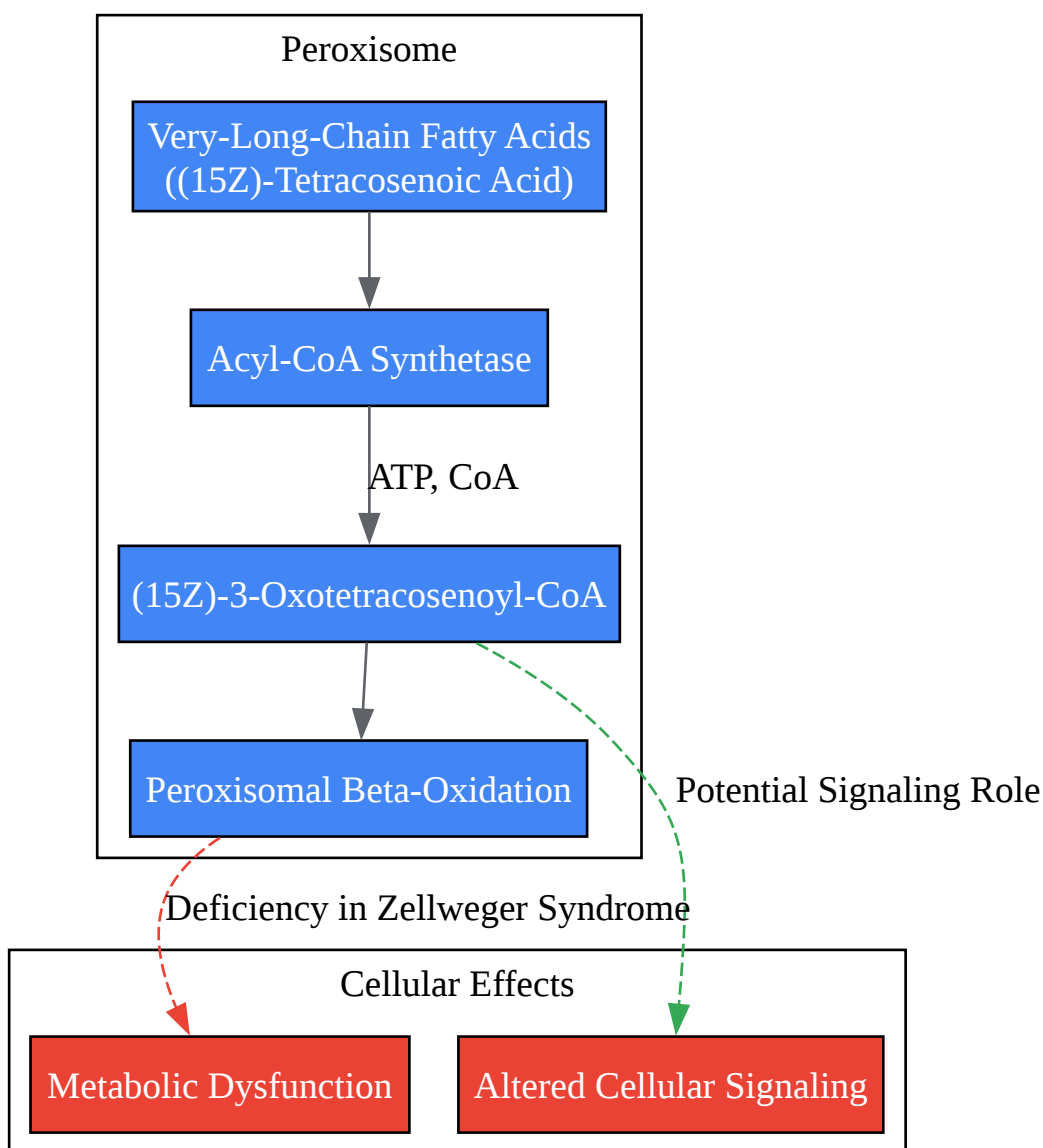 Peroxisome
Very-Long-Chain Fatty Acids
((15Z)-Tetracosenoic Acid)
Acyl-CoA Synthetase
ATP, CoA
(15Z)-3-Oxotetracosenoyl-CoA
Peroxisomal Beta-Oxidation
Potential Signaling Role
Deficiency in Zellweger Syndrome
Cellular Effects
Metabolic Dysfunction
Altered Cellular Signaling